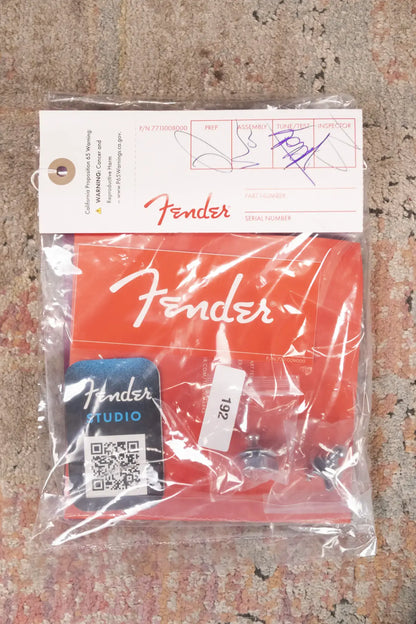 P/N 7713008000 PREP ASSEMBLY TUNE/TEST INSPECTOR
California Proposition 65 Warning
⚠ WARNING: Cancer and
Reproductive Harm
– www.P65Warnings.ca.gov.
PART NUMBER
Fender
SERIAL NUMBER
Fender
Fender
STUDIO
192